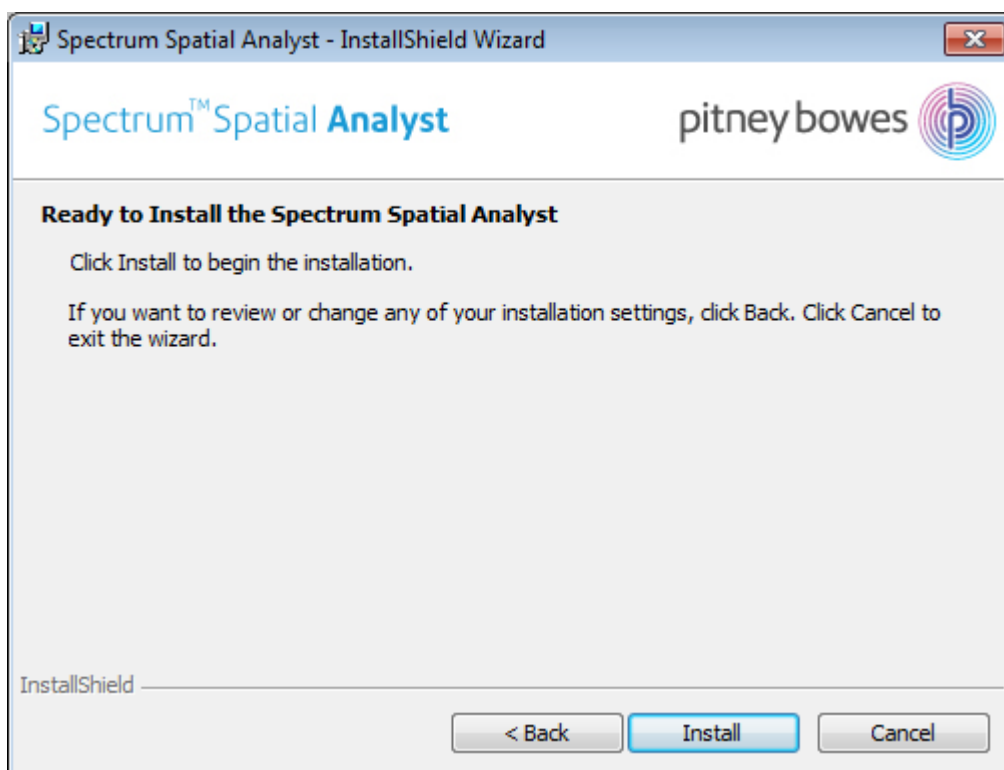 Spectrum Spatial Analyst - InstallShield Wizard
Spectrum™ Spatial Analyst
pitney bowes
Ready to Install the Spectrum Spatial Analyst
Click Install to begin the installation.
If you want to review or change any of your installation settings, click Back. Click Cancel to
exit the wizard.
InstallShield
< Back
Install
Cancel